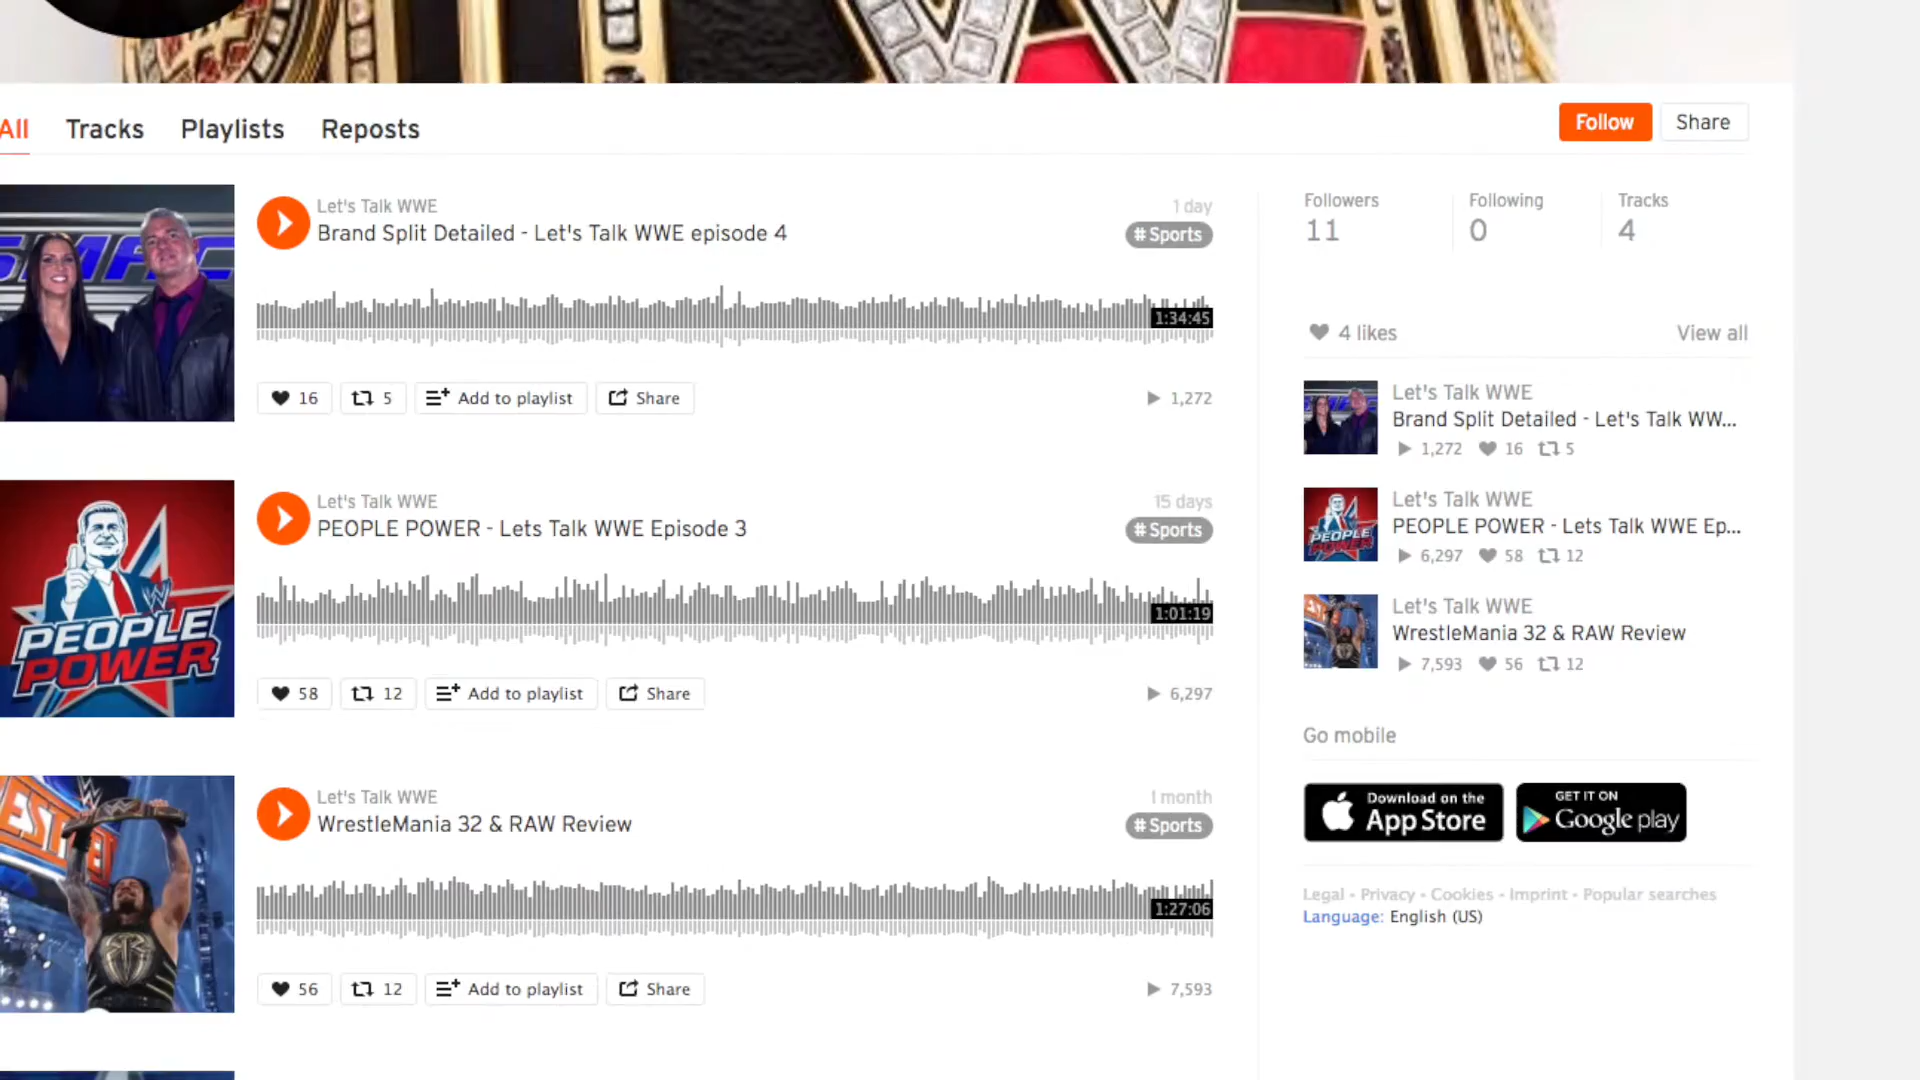 All Tracks Playlists Reposts
Follow Share
Let's Talk WWE 1 day
Brand Split Detailed - Let's Talk WWE episode 4 # Sports
1:34:45
16 5 Add to playlist Share 1,272
PEOPLE
POWER
Let's Talk WWE 15 days
PEOPLE POWER - Lets Talk WWE Episode 3 # Sports
1:01:19
58 12 Add to playlist Share 6,297
Let's Talk WWE 1 month
WrestleMania 32 & RAW Review # Sports
1:27:06
56 12 Add to playlist Share 7,593
Followers Following Tracks
11 0 4
4 likes View all
Let's Talk WWE
Brand Split Detailed - Let's Talk WW...
1,272 16 5
PEOPLE
POWER
Let's Talk WWE
PEOPLE POWER - Lets Talk WWE Ep...
6,297 58 12
Let's Talk WWE
WrestleMania 32 & RAW Review
7,593 56 12
Go mobile
Download on the
App Store
GET IT ON
Google play
Legal - Privacy - Cookies - Imprint - Popular searches
Language: English (US)